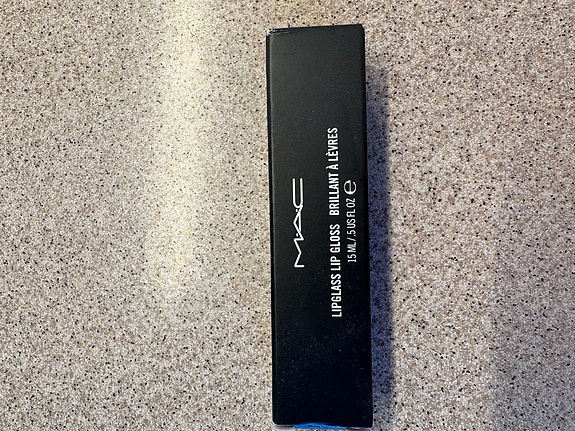 MAC
LIPGLASS LIP GLOSS BRILLANT À LÈVRES
15 ML/.5 US FL OZ ℮